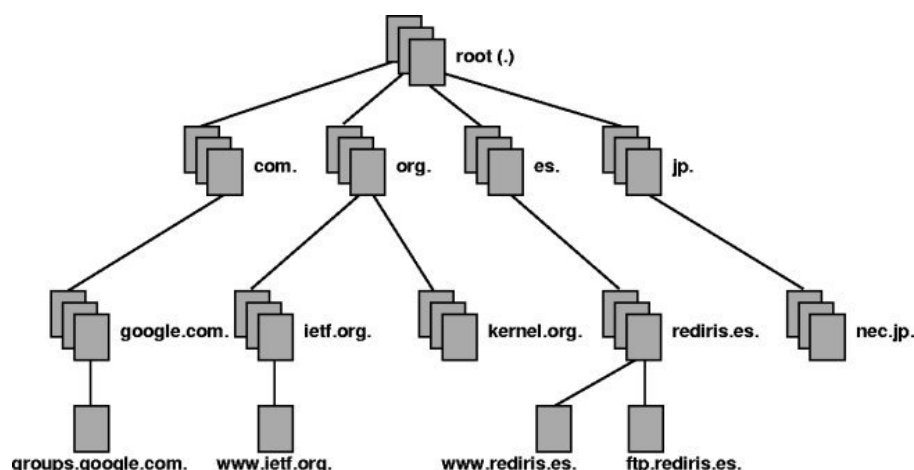 root (.)
com.
org.
es.
jp.
google.com.
ietf.org.
kernel.org.
rediris.es.
nec.jp.
groups.google.com.
www.ietf.org.
www.rediris.es.
ftp.rediris.es.